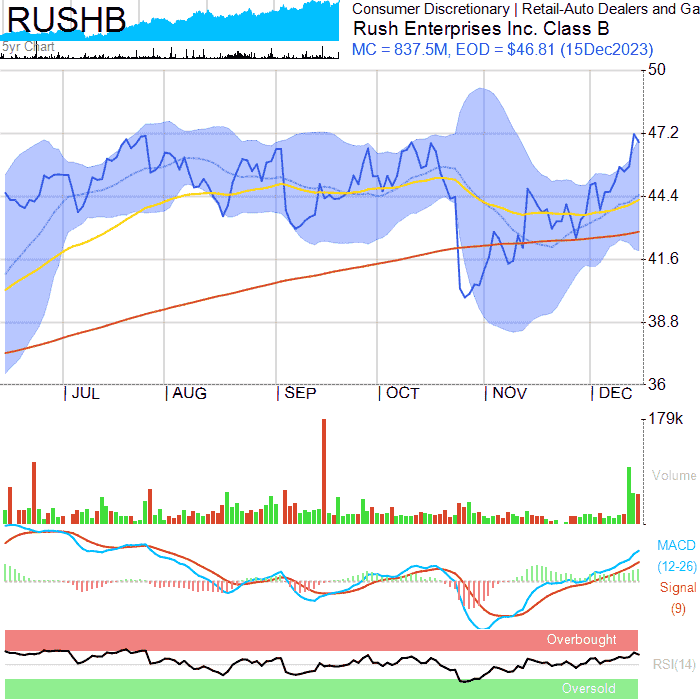 RUSHB
5yr Chart
Consumer Discretionary | Retail-Auto Dealers and Ga
Rush Enterprises Inc. Class B
MC = 837.5M, EOD = $46.81 (15Dec2023)
50
47.2
44.4
41.6
38.8
36
JUL AUG SEP OCT NOV DEC
179k
Volume
MACD
(12-26)
Signal
(9)
Overbought
RSI(14)
Oversold